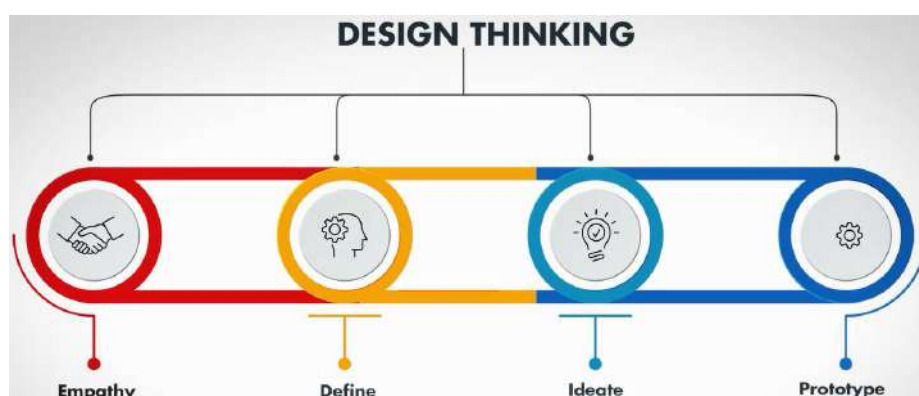 DESIGN THINKING
Empathy
Define
Ideate
Prototype